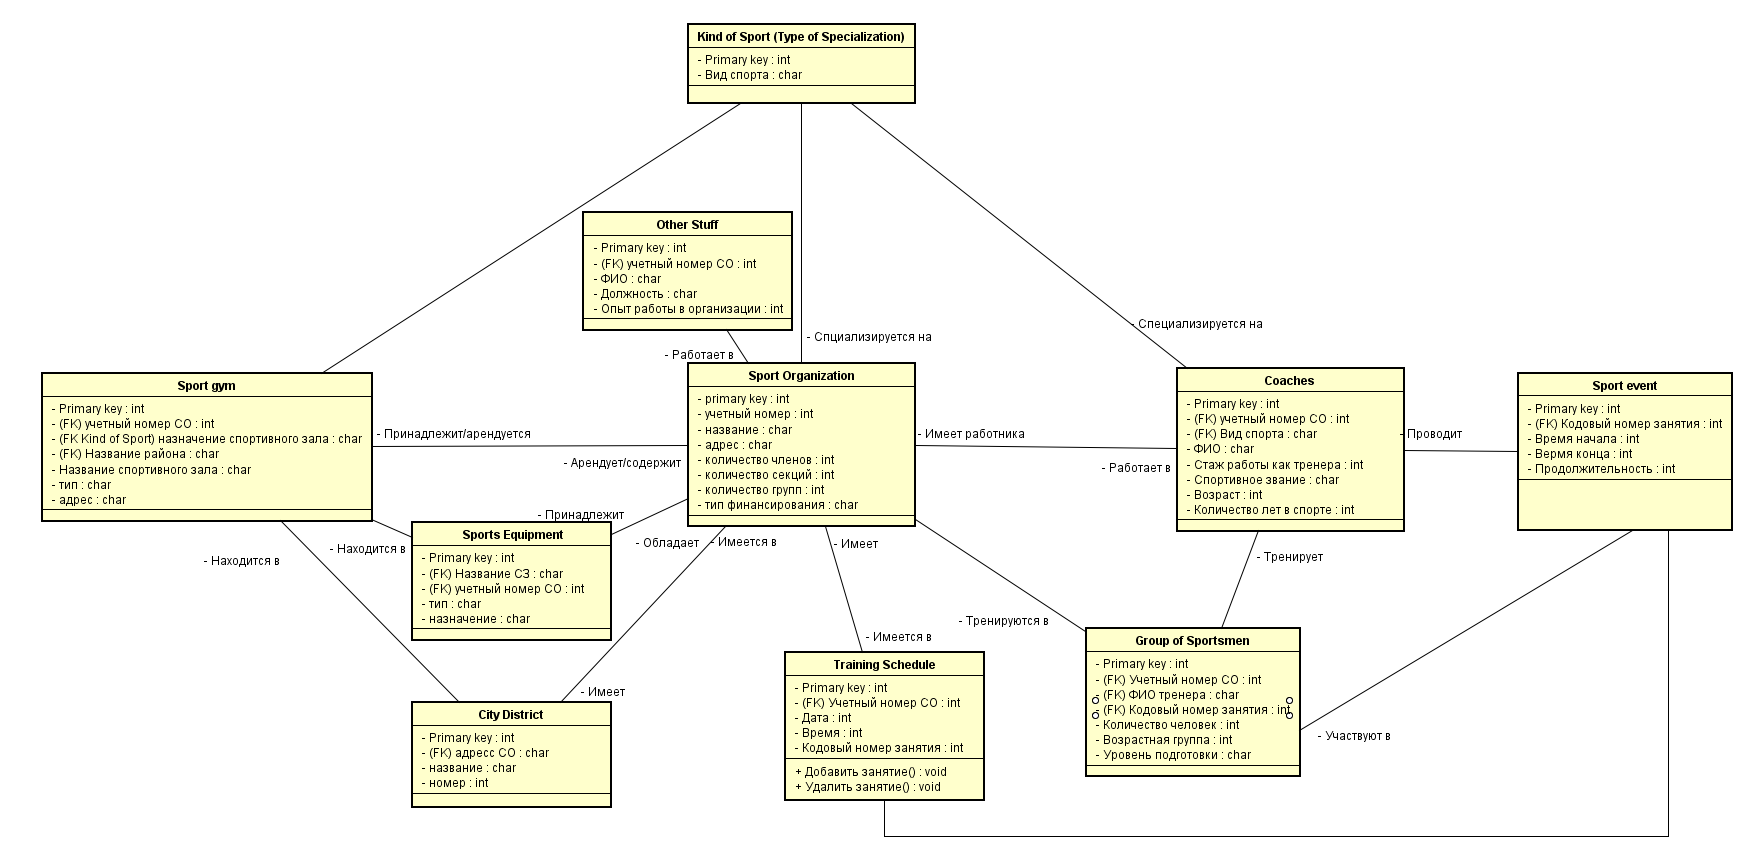 Kind of Sport (Type of Specialization)
- Primary key : int
- Вид спорта : char
Other Stuff
- Primary key : int
- (FK) учетный номер СО : int
- ФИО : char
- Должность : char
- Опыт работы в организации : int
- Специализируется на
- Спциализируется на
- Работает в
Sport gym
- Primary key : int
- (FK) учетный номер СО : int
- (FK Kind of Sport) назначение спортивного зала : char
- (FK) Название района : char
- Название спортивного зала : char
- тип : char
- адрес : char
- Принадлежит/арендуется
- Арендует/содержит
Sport Organization
- primary key : int
- учетный номер : int
- название : char
- адрес : char
- количество членов : int
- количество секций : int
- количество групп : int
- тип финансирования : char
- Имеет работника
- Работает в
Coaches
- Primary key : int
- (FK) учетный номер СО : int
- (FK) Вид спорта : char
- ФИО : char
- Стаж работы как тренера : int
- Спортивное звание : char
- Возраст : int
- Количество лет в спорте : int
- Проводит
Sport event
- Primary key : int
- (FK) Кодовый номер занятия : int
- Время начала : int
- Вермя конца : int
- Продолжительность : int
- Принадлежит
- Обладает
- Имеется в
- Имеет
- Находится в
- Находится в
- Тренирует
Sports Equipment
- Primary key : int
- (FK) Название СЗ : char
- (FK) учетный номер СО : int
- тип : char
- назначение : char
- Тренируются в
- Имеется в
- Имеет
City District
- Primary key : int
- (FK) адресс СО : char
- название : char
- номер : int
Training Schedule
- Primary key : int
- (FK) Учетный номер СО : int
- Дата : int
- Время : int
- Кодовый номер занятия : int
+ Добавить занятие() : void
+ Удалить занятие() : void
Group of Sportsmen
- Primary key : int
- (FK) Учетный номер СО : int
- (FK) ФИО тренера : char
- (FK) Кодовый номер занятия : int
- Количество человек : int
- Возрастная группа : int
- Уровень подготовки : char
- Участвуют в